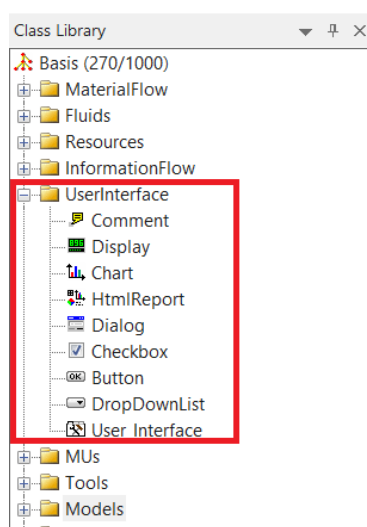 Class Library
Basis (270/1000)
MaterialFlow
Fluids
Resources
InformationFlow
UserInterface
Comment
Display
Chart
HtmlReport
Dialog
Checkbox
OK Button
DropDownList
User Interface
MUs
Tools
Models